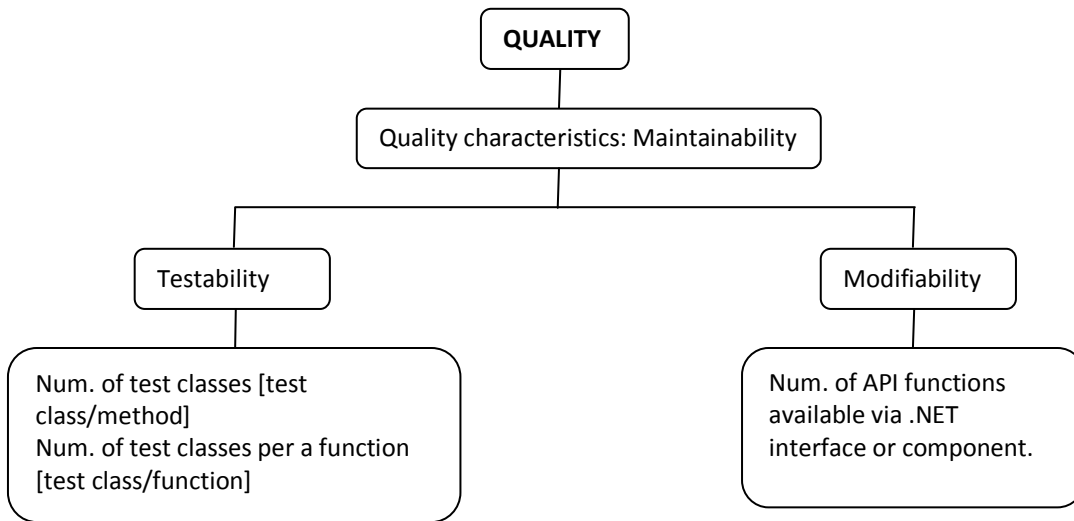 QUALITY
Quality characteristics: Maintainability
Testability
Modifiability
Num. of test classes [test
class/method]
Num. of test classes per a function
[test class/function]
Num. of API functions
available via .NET
interface or component.